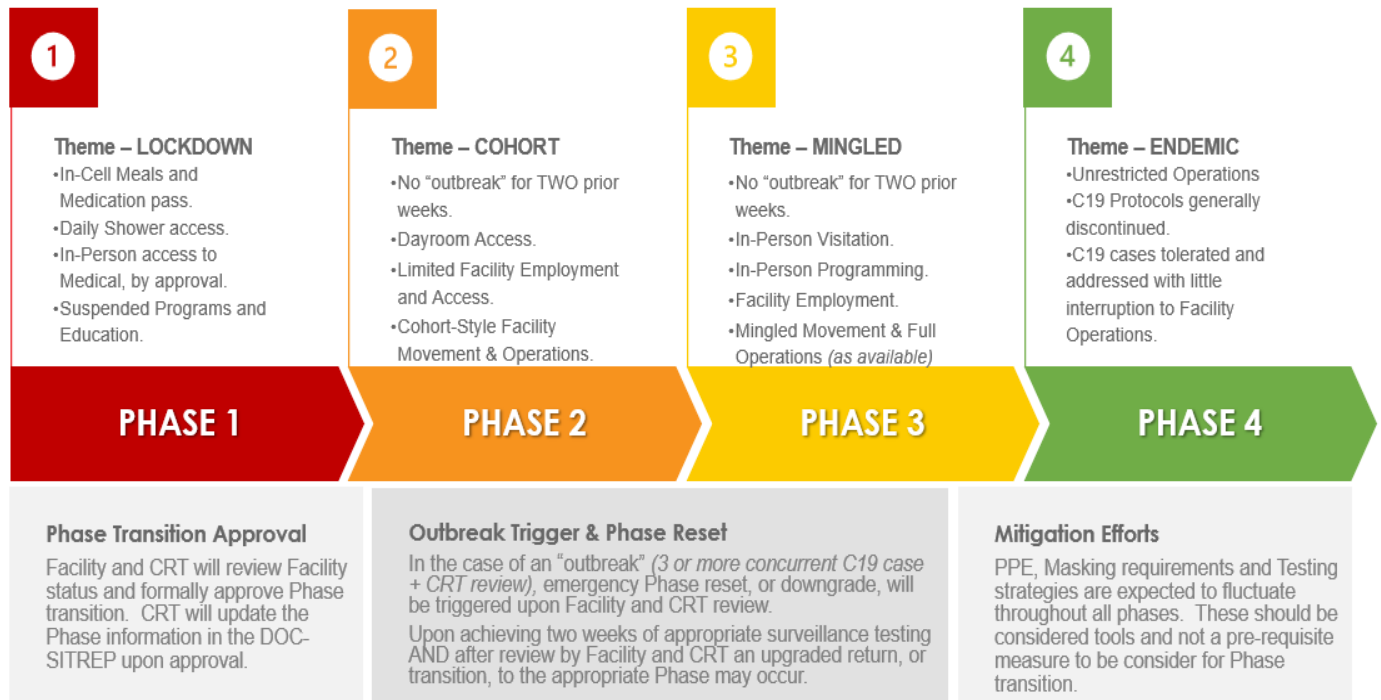 1
Theme – LOCKDOWN
•In-Cell Meals and
Medication pass.
•Daily Shower access.
•In-Person access to
Medical, by approval.
•Suspended Programs and
Education.
PHASE 1
2
Theme – COHORT
•No “outbreak” for TWO prior
weeks.
•Dayroom Access.
•Limited Facility Employment
and Access.
•Cohort-Style Facility
Movement & Operations.
PHASE 2
3
Theme – MINGLED
•No “outbreak” for TWO prior
weeks.
•In-Person Visitation.
•In-Person Programming.
•Facility Employment.
•Mingled Movement & Full
Operations (as available)
PHASE 3
4
Theme – ENDEMIC
•Unrestricted Operations
•C19 Protocols generally
discontinued.
•C19 cases tolerated and
addressed with little
interruption to Facility
Operations.
PHASE 4
Phase Transition Approval
Facility and CRT will review Facility
status and formally approve Phase
transition. CRT will update the
Phase information in the DOC-
SITREP upon approval.
Outbreak Trigger & Phase Reset
In the case of an “outbreak” (3 or more concurrent C19 case
+ CRT review), emergency Phase reset, or downgrade, will
be triggered upon Facility and CRT review.
Upon achieving two weeks of appropriate surveillance testing
AND after review by Facility and CRT an upgraded return, or
transition, to the appropriate Phase may occur.
Mitigation Efforts
PPE, Masking requirements and Testing
strategies are expected to fluctuate
throughout all phases. These should be
considered tools and not a pre-requisite
measure to be consider for Phase
transition.